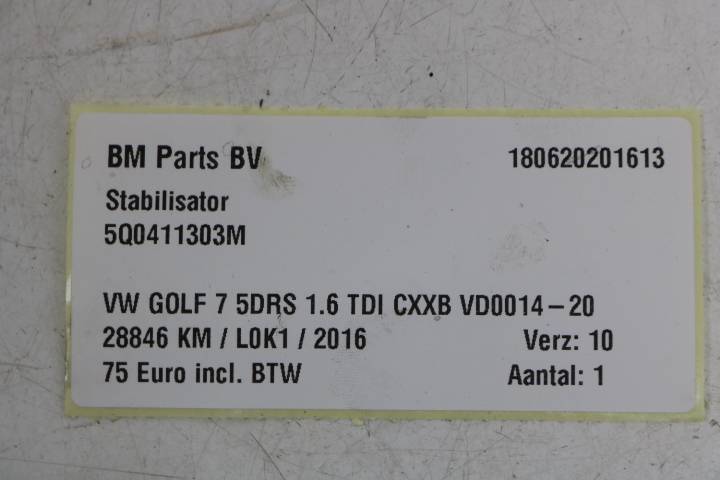 BM Parts BV 180620201613
Stabilisator
5Q0411303M
VW GOLF 7 5DRS 1.6 TDI CXXB VD0014-20
28846 KM / L0K1 / 2016 Verz: 10
75 Euro incl. BTW Aantal: 1